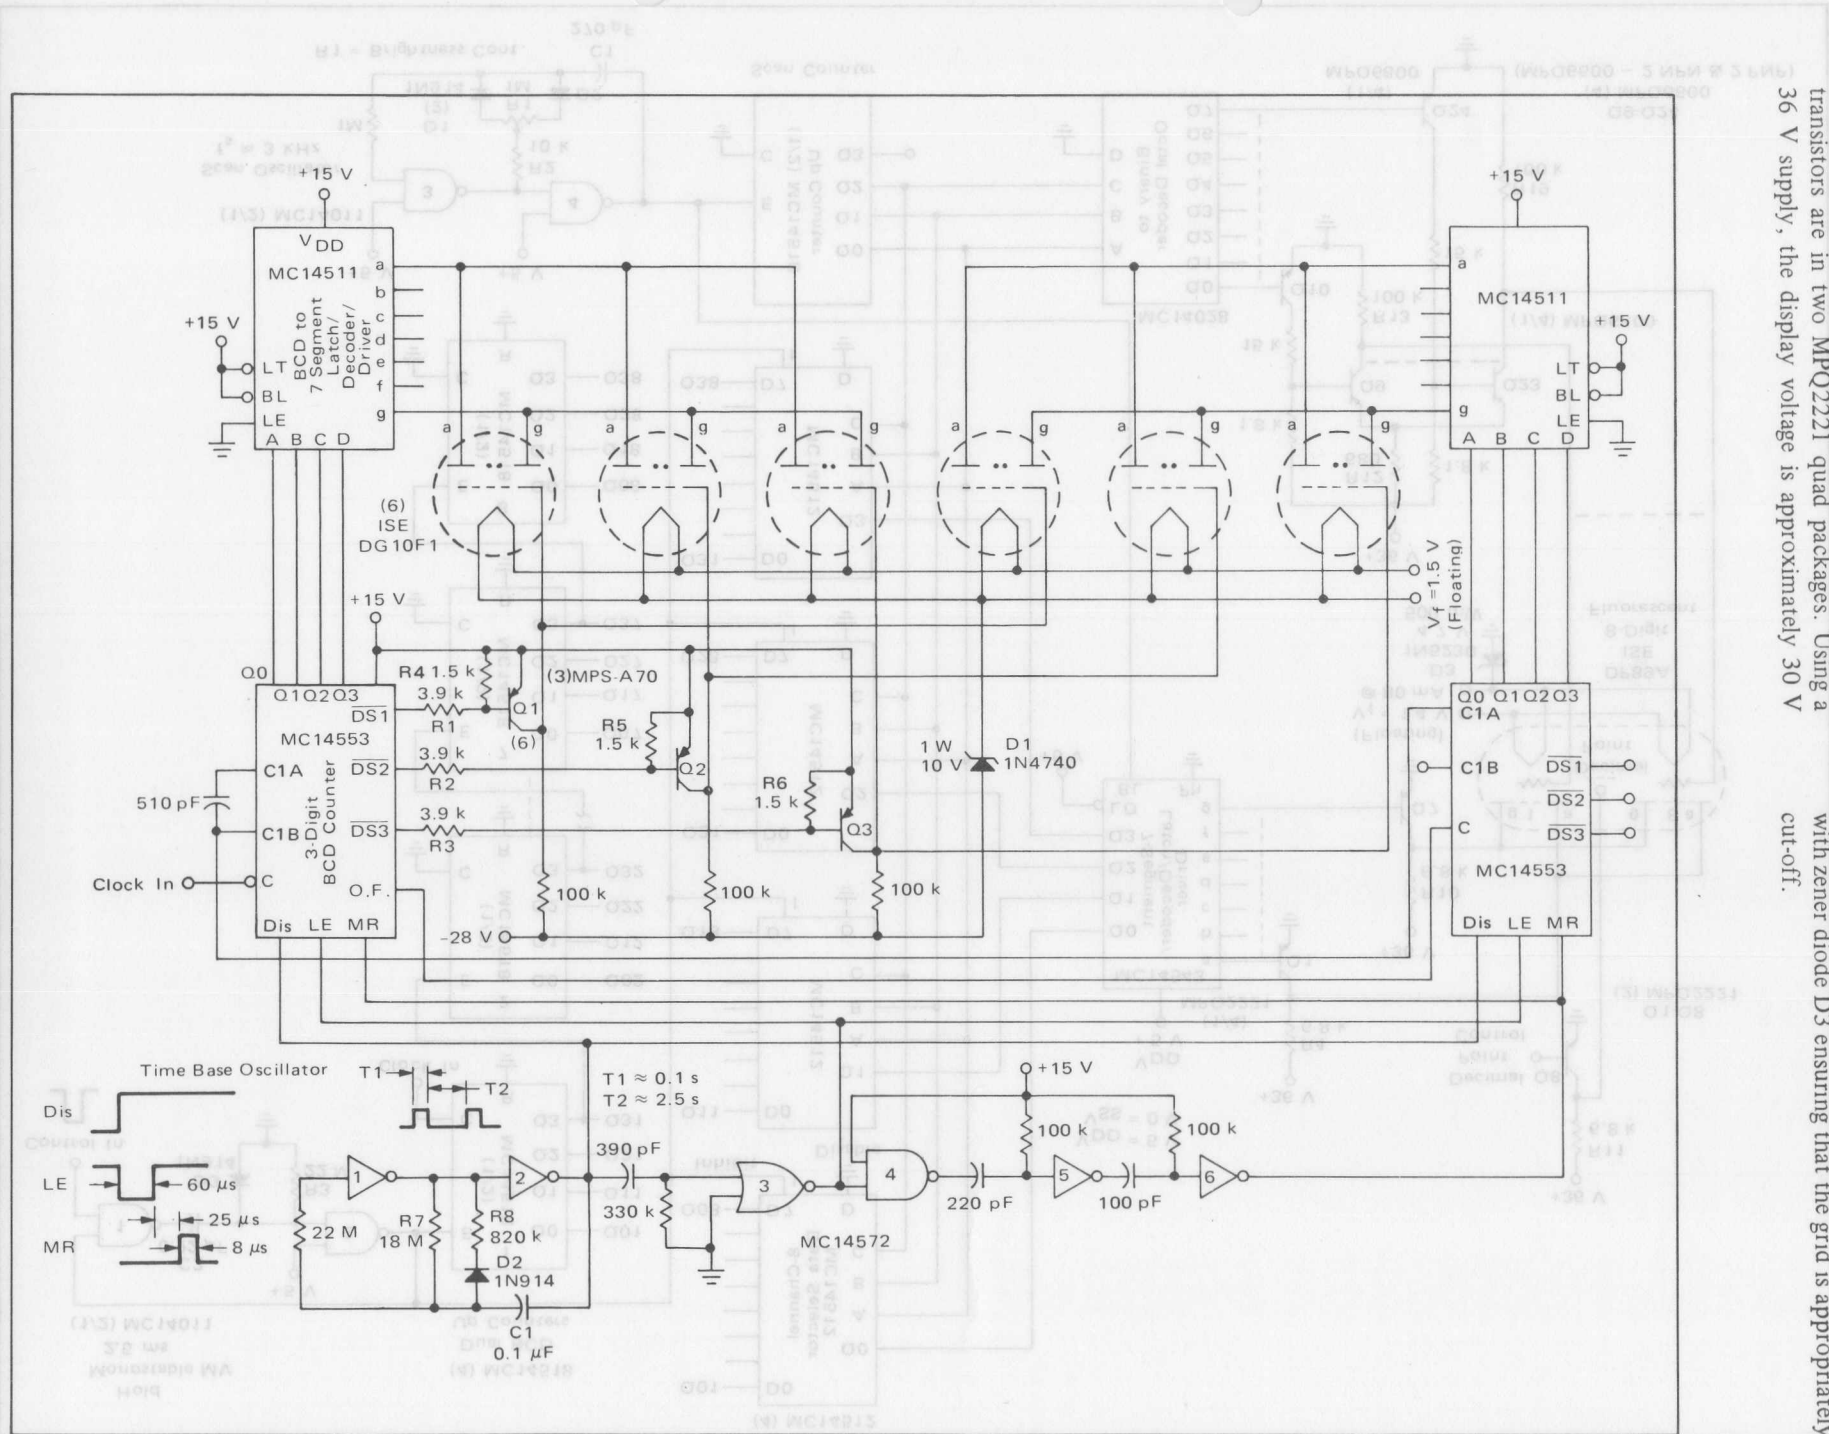 transistors are in two MPQ2221 quad packages. Using a
36 V supply, the display voltage is approximately 30 V
with zener diode D3 ensuring that the grid is appropriately
cut-off.
+15 V
VDD
MC14511
BCD to
7 Segment
Latch/
Decoder/
Driver
a
b
c
d
e
f
g
+15 V
LT
BL
LE
A B C D
+15 V
a
MC14511
+15 V
LT
BL
g
LE
A B C D
a g
a g
a g
a g
a g
a g
(6)
ISE
DG10F1
Vf = 1.5 V
(Floating)
+15 V
Q0
Q1 Q2 Q3
DS1
MC14553
3-Digit
BCD Counter
C1A
DS2
510 pF
C1B
DS3
Clock In
C
O.F.
Dis LE MR
R4 1.5 k
3.9 k
R1
Q1
(6)
(3)MPS-A70
3.9 k
R2
R5
1.5 k
Q2
3.9 k
R3
R6
1.5 k
Q3
1 W
10 V
D1
1N4740
100 k
100 k
100 k
-28 V
Q0 Q1 Q2 Q3
C1A
C1B
DS1
DS2
C
DS3
MC14553
Dis LE MR
Time Base Oscillator
Dis
LE
60 μs
25 μs
MR
8 μs
T1
T2
T1 ≈ 0.1 s
T2 ≈ 2.5 s
1
2
22 M
R7
18 M
R8
820 k
D2
1N914
C1
0.1 μF
390 pF
330 k
3
MC14572
4
220 pF
+15 V
100 k
100 k
5
100 pF
6